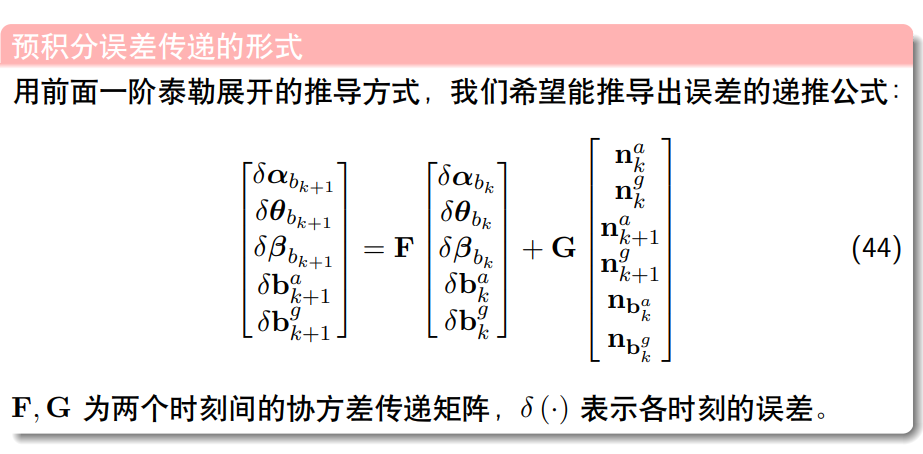 预积分误差传递的形式
用前面一阶泰勒展开的推导方式，我们希望能推导出误差的递推公式：
\begin{bmatrix} \delta\boldsymbol{\alpha}_{b_{k+1}} \\ \delta\boldsymbol{\theta}_{b_{k+1}} \\ \delta\boldsymbol{\beta}_{b_{k+1}} \\ \delta\mathbf{b}^a_{k+1} \\ \delta\mathbf{b}^g_{k+1} \end{bmatrix} = \mathbf{F} \begin{bmatrix} \delta\boldsymbol{\alpha}_{b_k} \\ \delta\boldsymbol{\theta}_{b_k} \\ \delta\boldsymbol{\beta}_{b_k} \\ \delta\mathbf{b}^a_k \\ \delta\mathbf{b}^g_k \end{bmatrix} + \mathbf{G} \begin{bmatrix} \mathbf{n}^a_k \\ \mathbf{n}^g_k \\ \mathbf{n}^a_{k+1} \\ \mathbf{n}^g_{k+1} \\ \mathbf{n}_{\mathbf{b}^a_k} \\ \mathbf{n}_{\mathbf{b}^g_k} \end{bmatrix} (44)
F, G 为两个时刻间的协方差传递矩阵，δ (·) 表示各时刻的误差。